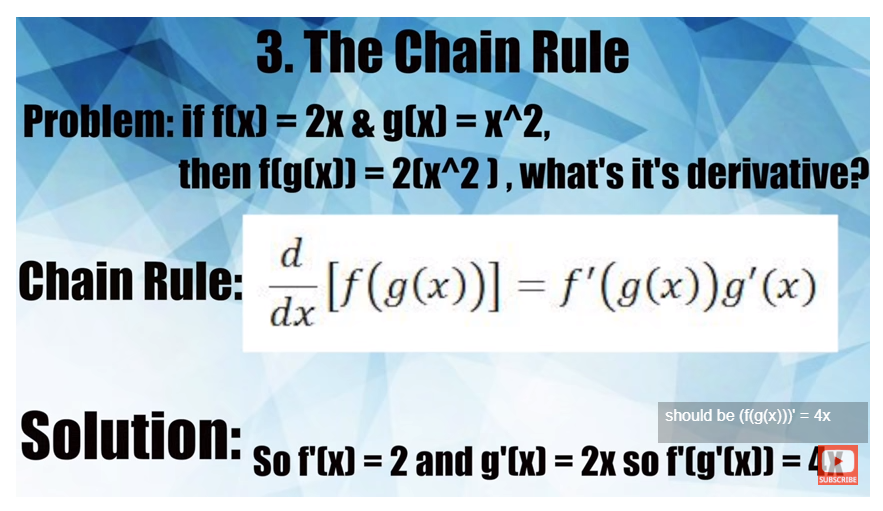 3. The Chain Rule
Problem: if f(x) = 2x & g(x) = x^2,
then f(g(x)) = 2(x^2 ) , what's it's derivative?
Chain Rule: d/dx [f(g(x))] = f′(g(x))g′(x)
should be (f(g(x)))' = 4x
Solution: So f'(x) = 2 and g'(x) = 2x so f'(g'(x)) = 4x
SUBSCRIBE